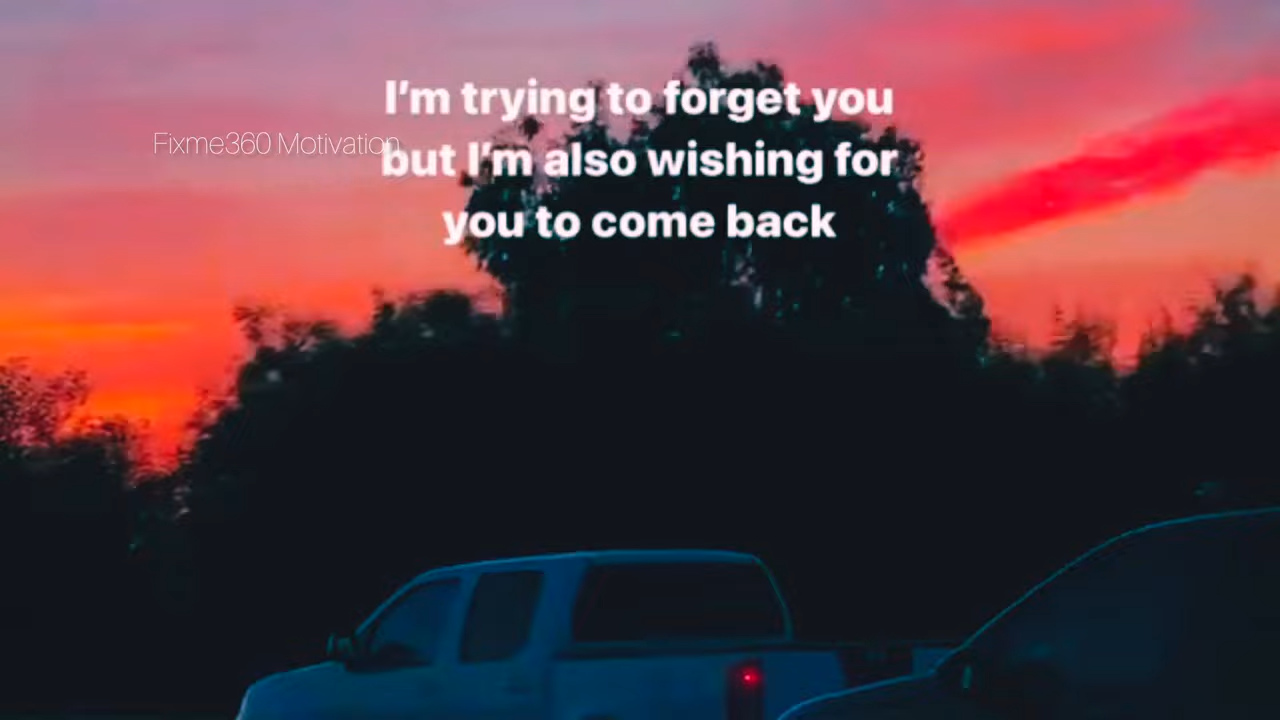 I’m trying to forget you
Fixme360 Motivation
but I’m also wishing for
you to come back